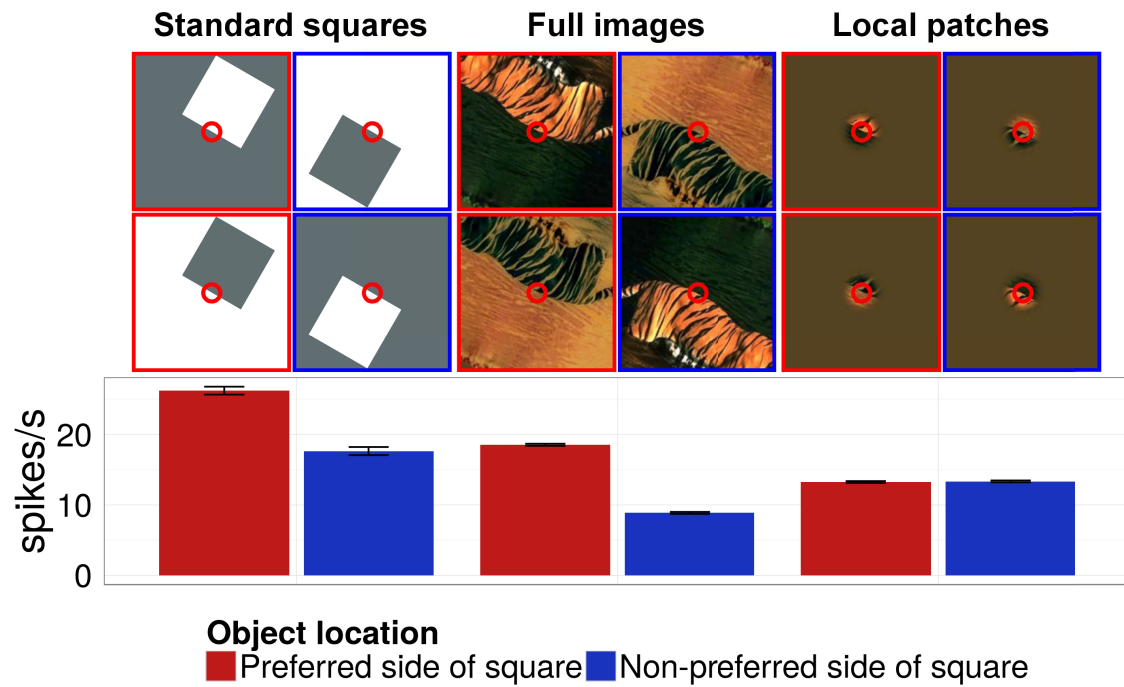 Standard squares Full images Local patches
spikes/s
20
10
0
Object location
Preferred side of square Non-preferred side of square